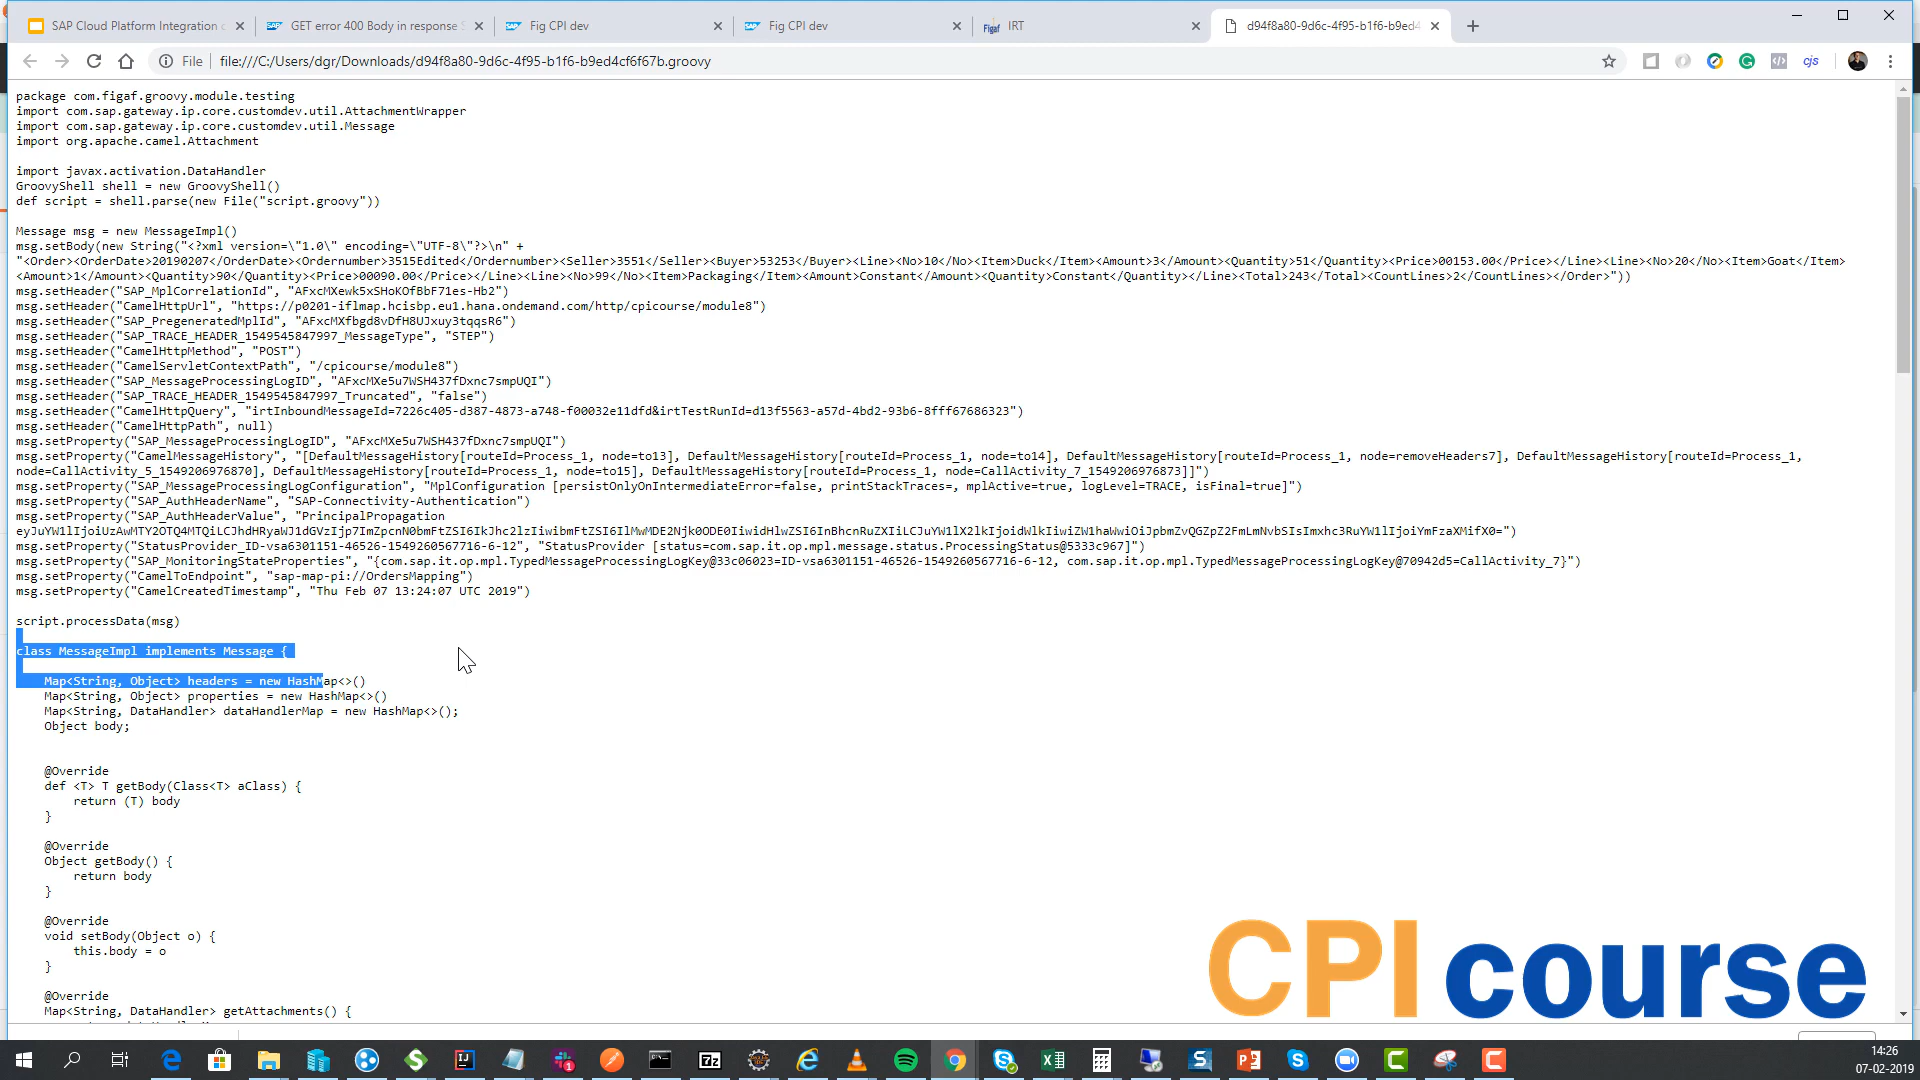 SAP Cloud Platform Integration c
GET error 400 Body in response S
Fig CPI dev
Fig CPI dev
Figaf
IRT
d94f8a80-9d6c-4f95-b1f6-b9ed4
File
file:///C:/Users/dgr/Downloads/d94f8a80-9d6c-4f95-b1f6-b9ed4cf6f67b.groovy
cjs
package com.figaf.groovy.module.testing
import com.sap.gateway.ip.core.customdev.util.AttachmentWrapper
import com.sap.gateway.ip.core.customdev.util.Message
import org.apache.camel.Attachment
import javax.activation.DataHandler
GroovyShell shell = new GroovyShell()
def script = shell.parse(new File("script.groovy"))
Message msg = new MessageImpl()
msg.setBody(new String("<?xml version=\"1.0\" encoding=\"UTF-8\"?>\n" +
"<Order><OrderDate>20190207</OrderDate><Ordernumber>3515Edited</Ordernumber><Seller>3551</Seller><Buyer>53253</Buyer><Line><No>10</No><Item>Duck</Item><Amount>3</Amount><Quantity>51</Quantity><Price>00153.00</Price></Line><Line><No>20</No><Item>Goat</Item>
<Amount>1</Amount><Quantity>90</Quantity><Price>00090.00</Price></Line><Line><No>99</No><Item>Packaging</Item><Amount>Constant</Amount><Quantity>Constant</Quantity></Line><Total>243</Total><CountLines>2</CountLines></Order>"))
msg.setHeader("SAP_MplCorrelationId", "AFxcMXewk5xSHoKOfBbF71es-Hb2")
msg.setHeader("CamelHttpUrl", "https://p0201-iflmap.hcisbp.eu1.hana.ondemand.com/http/cpicourse/module8")
msg.setHeader("SAP_PregeneratedMplId", "AFxcMXfbgd8vDfH8UJxuy3tqqsR6")
msg.setHeader("SAP_TRACE_HEADER_1549545847997_MessageType", "STEP")
msg.setHeader("CamelHttpMethod", "POST")
msg.setHeader("CamelServletContextPath", "/cpicourse/module8")
msg.setHeader("SAP_MessageProcessingLogID", "AFxcMXe5u7WSH437fDxnc7smpUQI")
msg.setHeader("SAP_TRACE_HEADER_1549545847997_Truncated", "false")
msg.setHeader("CamelHttpQuery", "irtInboundMessageId=7226c405-d387-4873-a748-f00032e11dfd&irtTestRunId=d13f5563-a57d-4bd2-93b6-8fff67686323")
msg.setHeader("CamelHttpPath", null)
msg.setProperty("SAP_MessageProcessingLogID", "AFxcMXe5u7WSH437fDxnc7smpUQI")
msg.setProperty("CamelMessageHistory", "[DefaultMessageHistory[routeId=Process_1, node=to13], DefaultMessageHistory[routeId=Process_1, node=to14], DefaultMessageHistory[routeId=Process_1, node=removeHeaders7], DefaultMessageHistory[routeId=Process_1,
node=CallActivity_5_1549206976870], DefaultMessageHistory[routeId=Process_1, node=to15], DefaultMessageHistory[routeId=Process_1, node=CallActivity_7_1549206976873]]")
msg.setProperty("SAP_MessageProcessingLogConfiguration", "MplConfiguration [persistOnlyOnIntermediateError=false, printStackTraces=, mplActive=true, logLevel=TRACE, isFinal=true]")
msg.setProperty("SAP_AuthHeaderName", "SAP-Connectivity-Authentication")
msg.setProperty("SAP_AuthHeaderValue", "PrincipalPropagation
msg.setProperty("StatusProvider_ID-vsa6301151-46526-1549260567716-6-12", "StatusProvider [status=com.sap.it.op.mpl.message.status.ProcessingStatus@5333c967]")
msg.setProperty("SAP_MonitoringStateProperties", "{com.sap.it.op.mpl.TypedMessageProcessingLogKey@33c06023=ID-vsa6301151-46526-1549260567716-6-12, com.sap.it.op.mpl.TypedMessageProcessingLogKey@70942d5=CallActivity_7}")
msg.setProperty("CamelToEndpoint", "sap-map-pi://OrdersMapping")
msg.setProperty("CamelCreatedTimestamp", "Thu Feb 07 13:24:07 UTC 2019")
script.processData(msg)
class MessageImpl implements Message {
Map<String, Object> headers = new HashMap<>()
Map<String, Object> properties = new HashMap<>()
Map<String, DataHandler> dataHandlerMap = new HashMap<>();
Object body;
@Override
def <T> T getBody(Class<T> aClass) {
return (T) body
}
@Override
Object getBody() {
return body
}
@Override
void setBody(Object o) {
this.body = o
}
@Override
Map<String, DataHandler> getAttachments() {
CPI course
14:26
07-02-2019